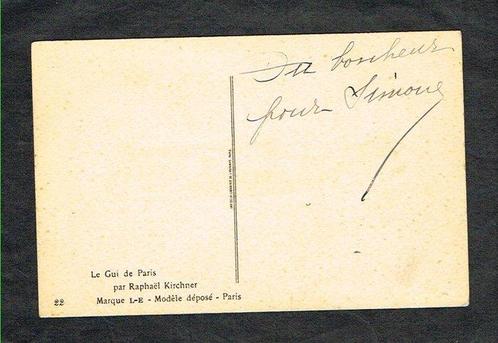 Du bonheur
pour Simone
Le Gui de Paris
par Raphaël Kirchner
Marque L-E - Modèle déposé - Paris
22